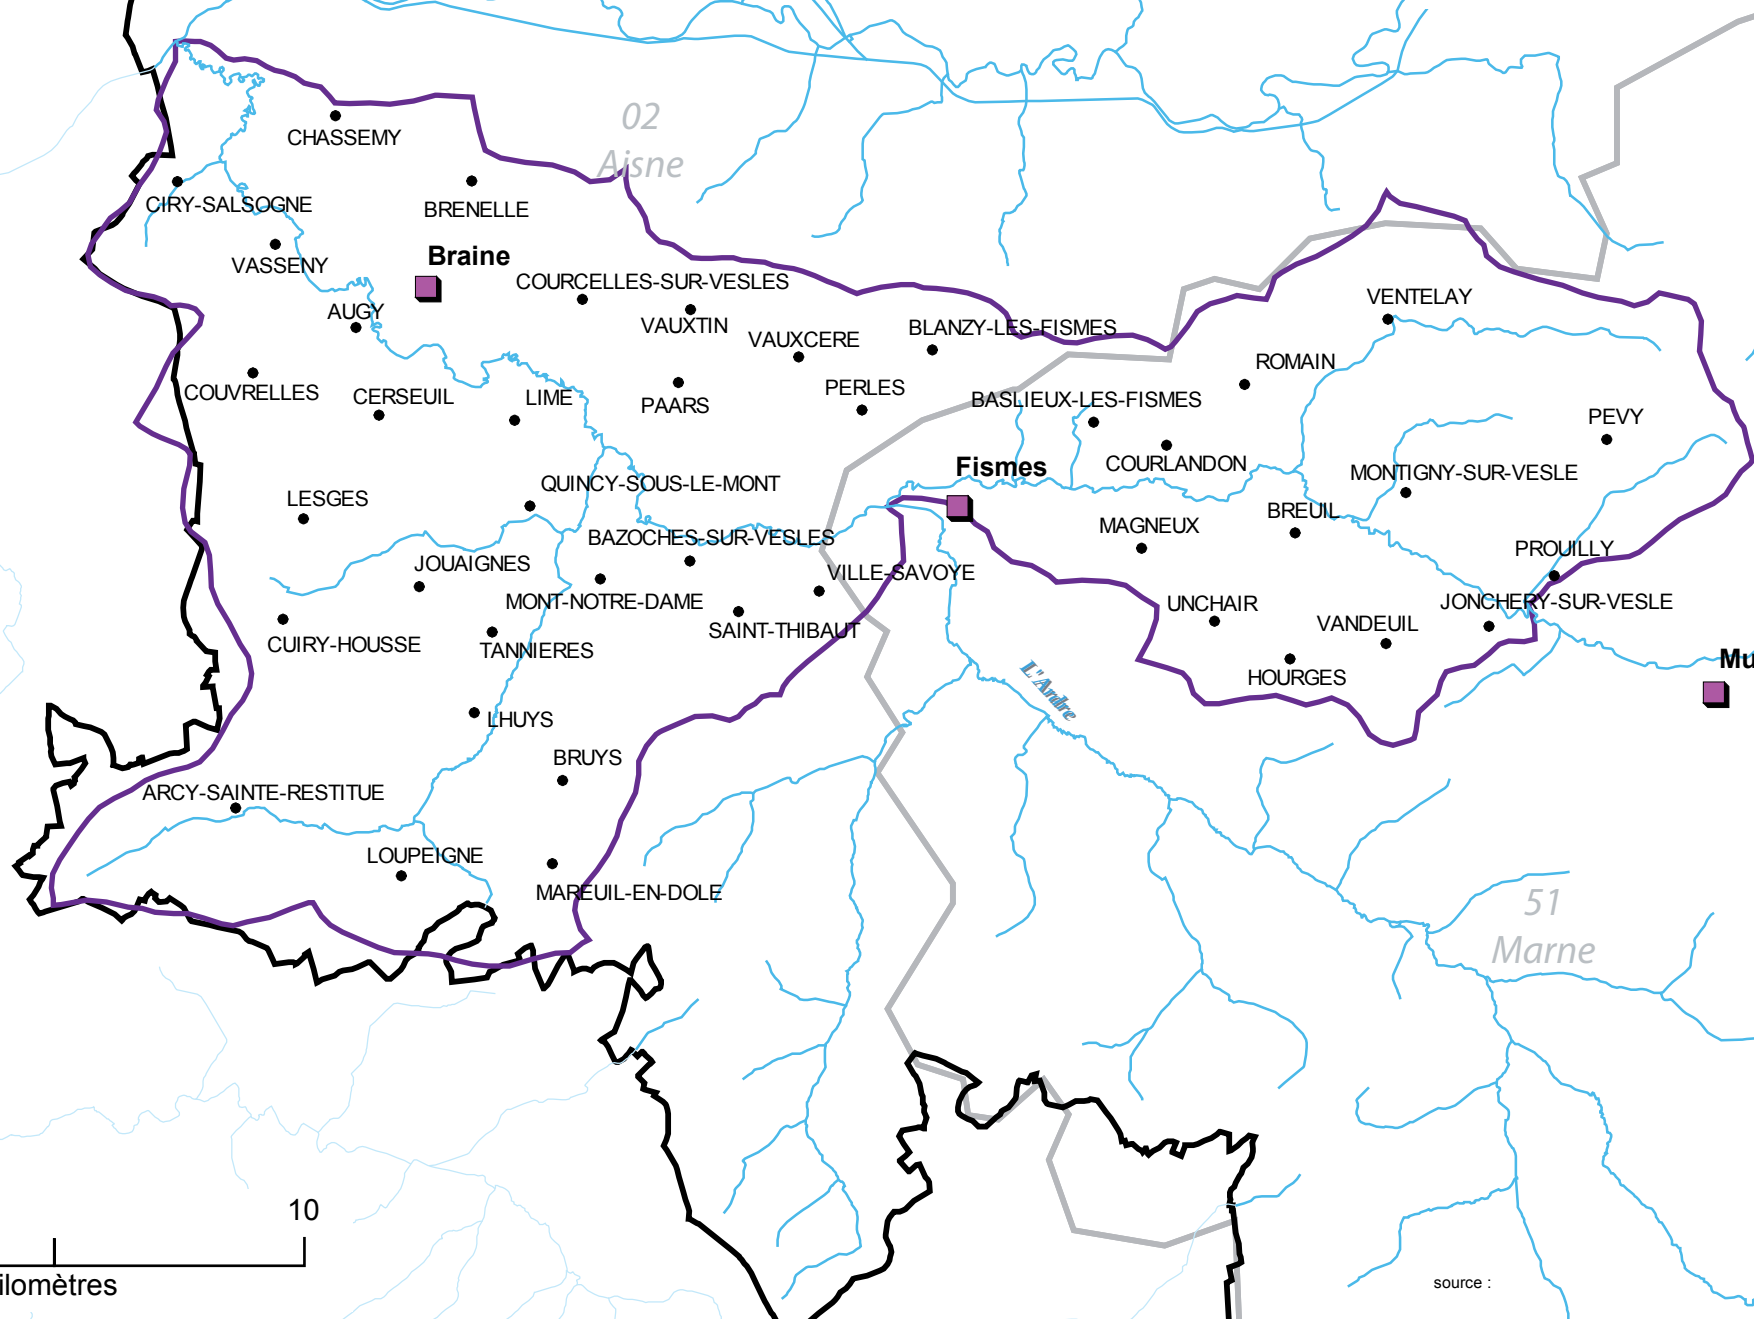 02
Aisne
CHASSEMY
CIRY-SALSOGNE
BRENELLE
Braine
VASSENY
COURCELLES-SUR-VESLES
AUGY
VAUXTIN
VAUXCERE
BLANZY-LES-FISMES
VENTELAY
ROMAIN
COUVRELLES
CERSEUIL
LIME
PAARS
PERLES
BASLIEUX-LES-FISMES
PEVY
Fismes
COURLANDON
MONTIGNY-SUR-VESLE
LESGES
QUINCY-SOUS-LE-MONT
BREUIL
MAGNEUX
BAZOCHES-SUR-VESLES
PROUILLY
JOUAIGNES
VILLE-SAVOYE
MONT-NOTRE-DAME
UNCHAIR
JONCHERY-SUR-VESLE
SAINT-THIBAUT
VANDEUIL
CUIRY-HOUSSE
TANNIERES
HOURGES
Mu
L'Ardre
LHUYS
BRUYS
ARCY-SAINTE-RESTITUE
LOUPEIGNE
MAREUIL-EN-DOLE
51
Marne
10
ilomètres
source :